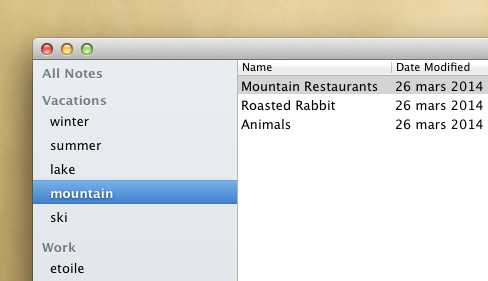 All Notes
Vacations
winter
summer
lake
mountain
ski
Work
etoile
Name Date Modified
Mountain Restaurants 26 mars 2014
Roasted Rabbit 26 mars 2014
Animals 26 mars 2014